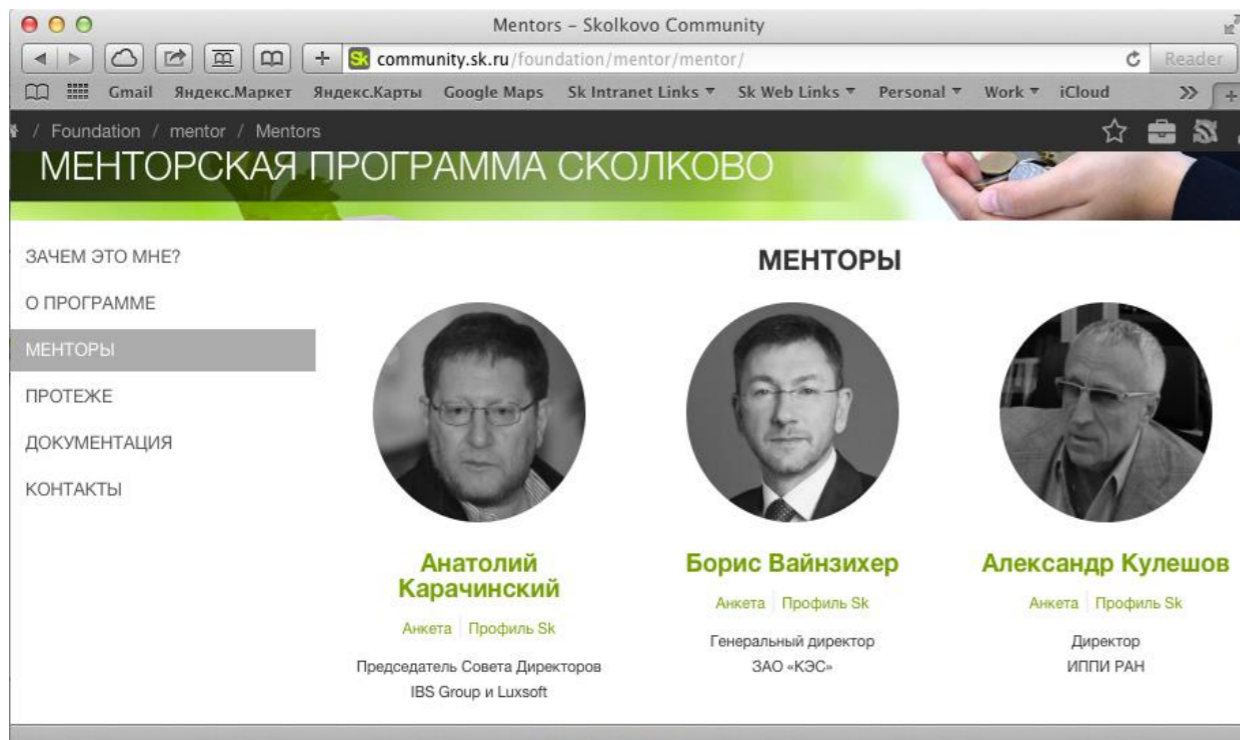 Mentors – Skolkovo Community
Sk community.sk.ru/foundation/mentor/mentor/ Reader
Gmail Яндекс.Маркет Яндекс.Карты Google Maps Sk Intranet Links Sk Web Links Personal Work iCloud
/ Foundation / mentor / Mentors
МЕНТОРСКАЯ ПРОГРАММА СКОЛКОВО
ЗАЧЕМ ЭТО МНЕ?
О ПРОГРАММЕ
МЕНТОРЫ
ПРОТЕЖЕ
ДОКУМЕНТАЦИЯ
КОНТАКТЫ
МЕНТОРЫ
Анатолий
Карачинский
Анкета Профиль Sk
Председатель Совета Директоров
IBS Group и Luxsoft
Борис Вайнзихер
Анкета Профиль Sk
Генеральный директор
ЗАО «КЭС»
Александр Кулешов
Анкета Профиль Sk
Директор
ИППИ РАН